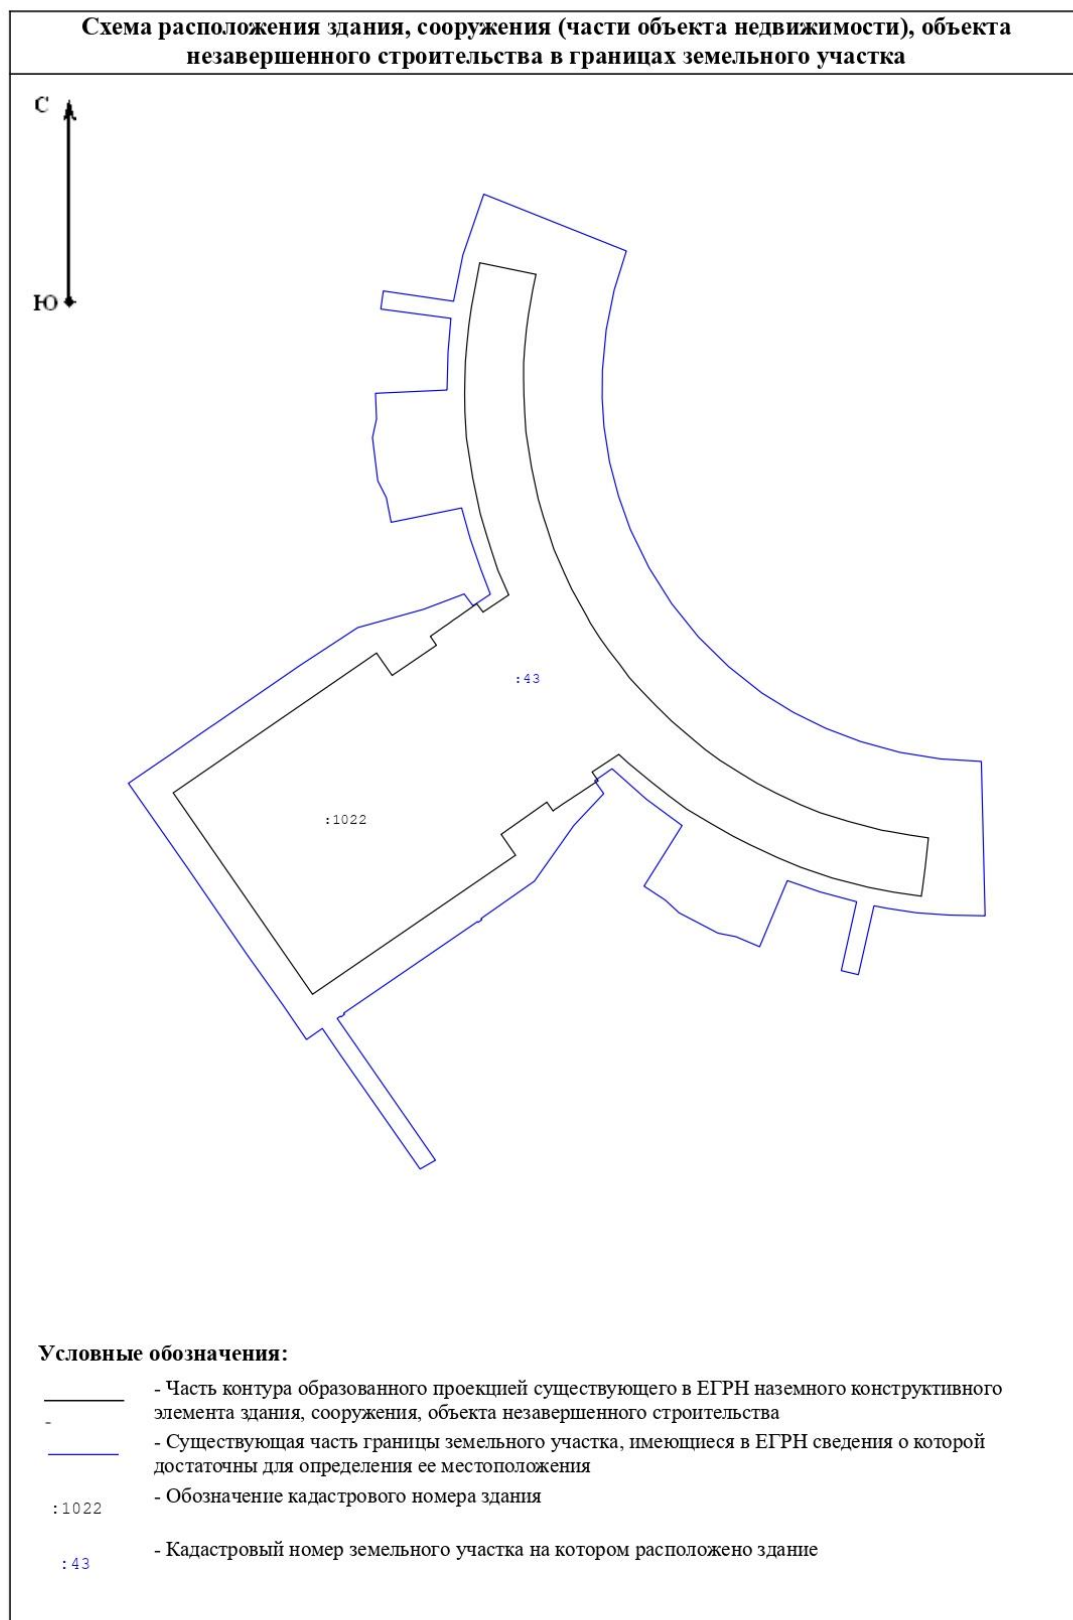 Схема расположения здания, сооружения (части объекта недвижимости), объекта
незавершенного строительства в границах земельного участка
С
Ю
:43
:1022
Условные обозначения:
- Часть контура образованного проекцией существующего в ЕГРН наземного конструктивного
элемента здания, сооружения, объекта незавершенного строительства
- Существующая часть границы земельного участка, имеющиеся в ЕГРН сведения о которой
достаточны для определения ее местоположения
:1022 - Обозначение кадастрового номера здания
:43 - Кадастровый номер земельного участка на котором расположено здание